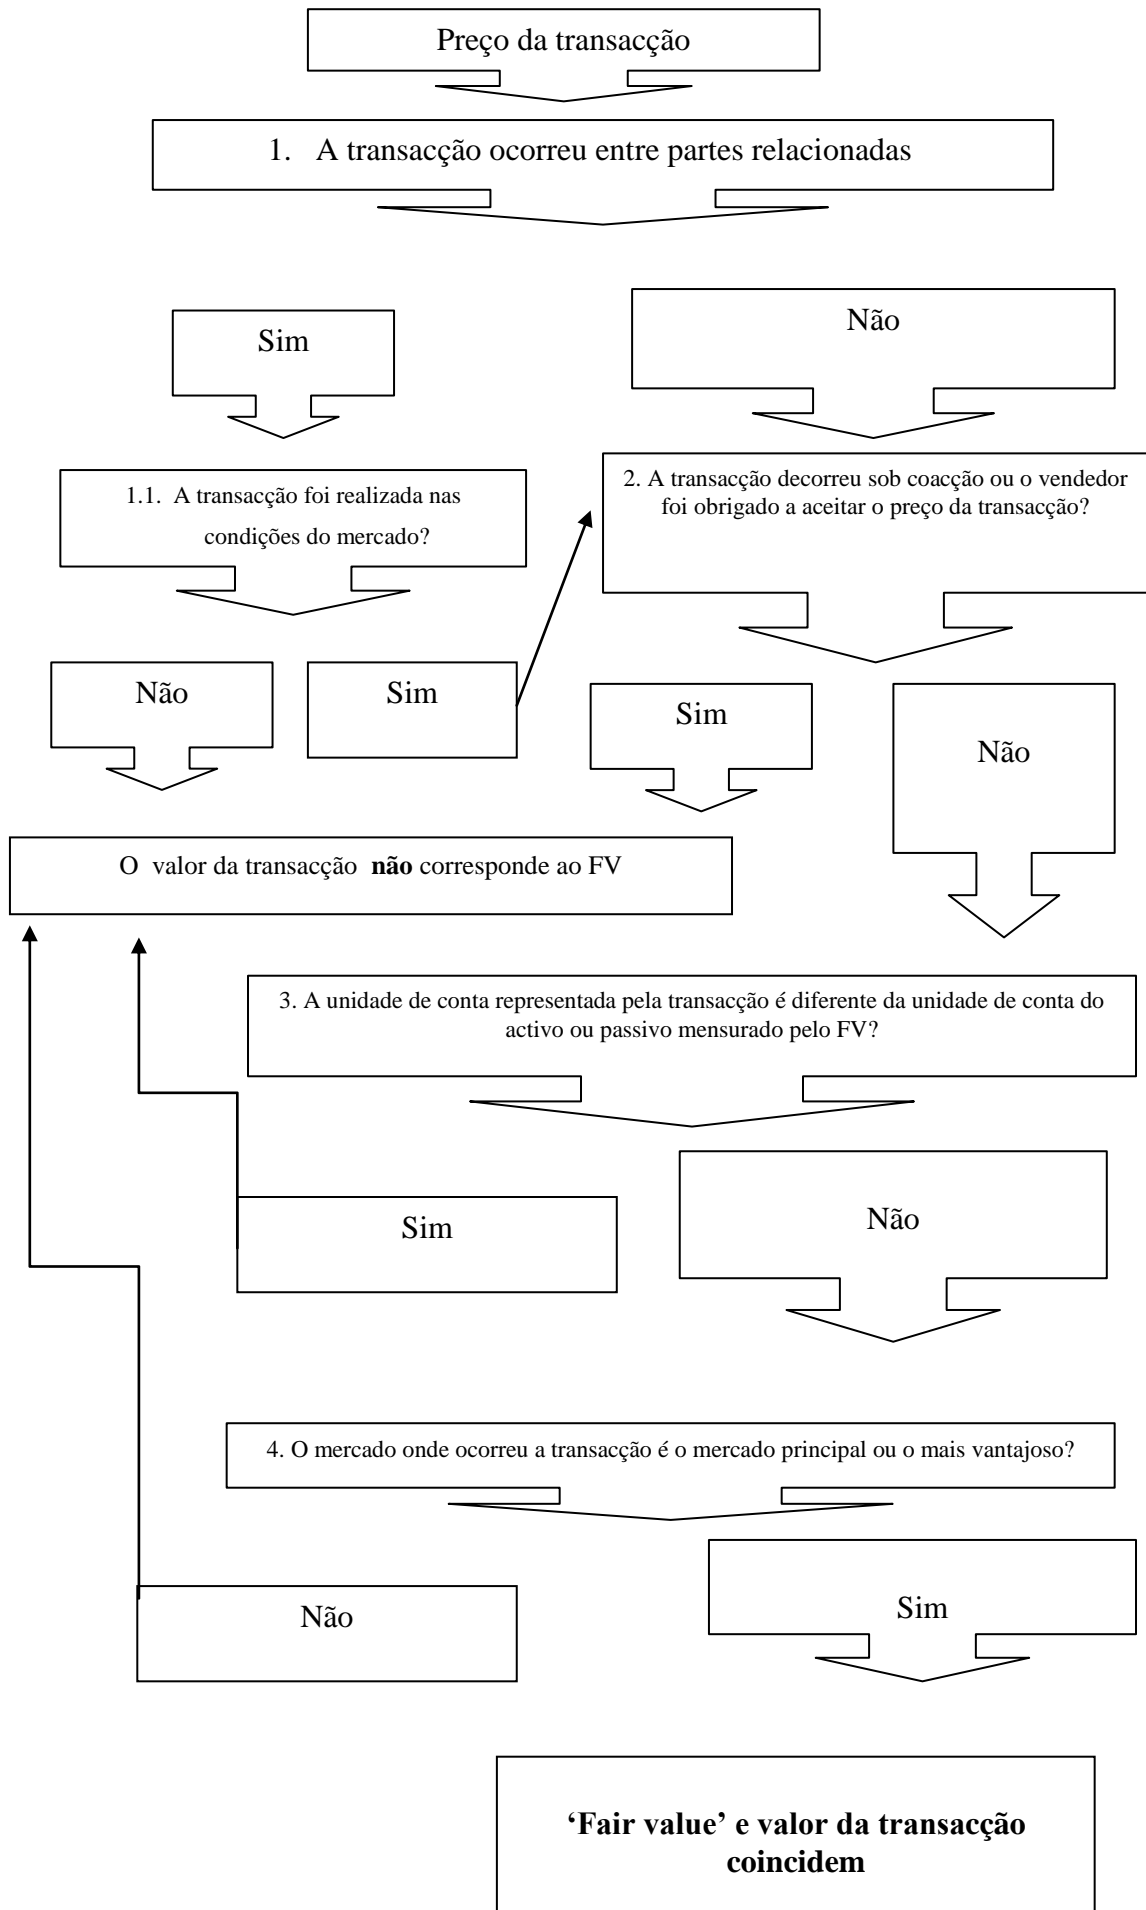 Preço da transacção
1. A transacção ocorreu entre partes relacionadas
Sim
Não
1.1. A transacção foi realizada nas
condições do mercado?
2. A transacção decorreu sob coacção ou o vendedor
foi obrigado a aceitar o preço da transacção?
Não
Sim
Sim
Não
O valor da transacção não corresponde ao FV
3. A unidade de conta representada pela transacção é diferente da unidade de conta do
activo ou passivo mensurado pelo FV?
Sim
Não
4. O mercado onde ocorreu a transacção é o mercado principal ou o mais vantajoso?
Não
Sim
‘Fair value’ e valor da transacção
coincidem